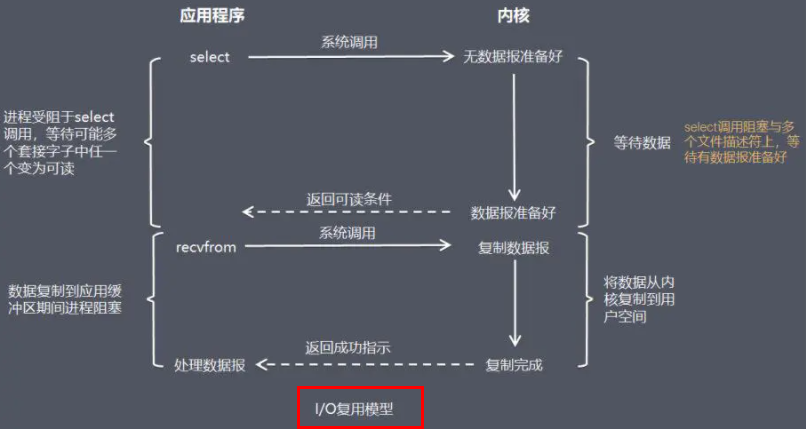 应用程序
内核
系统调用
select
无数据报准备好
进程受阻于select
调用，等待可能多
个套接字子中任一
个变为可读
等待数据
select调用阻塞与多
个文件描述符上，等
待有数据报准备好
返回可读条件
数据报准备好
系统调用
recvfrom
复制数据报
数据复制到应用缓
冲区期间进程阻塞
将数据从内
核复制到用
户空间
返回成功指示
处理数据报
复制完成
I/O复用模型